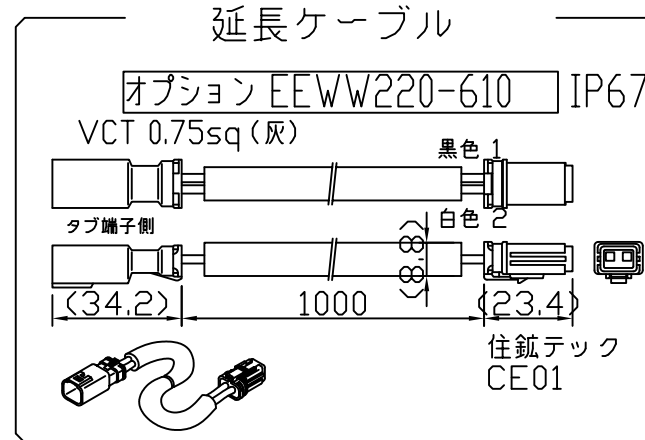 延長ケーブル
オプション EEWW220-610 IP67
VCT 0.75sq (灰)
黒色 1
タブ端子側
白色 2
(8.8)
(34.2)
1000
(23.4)
住鉱テック
CE01